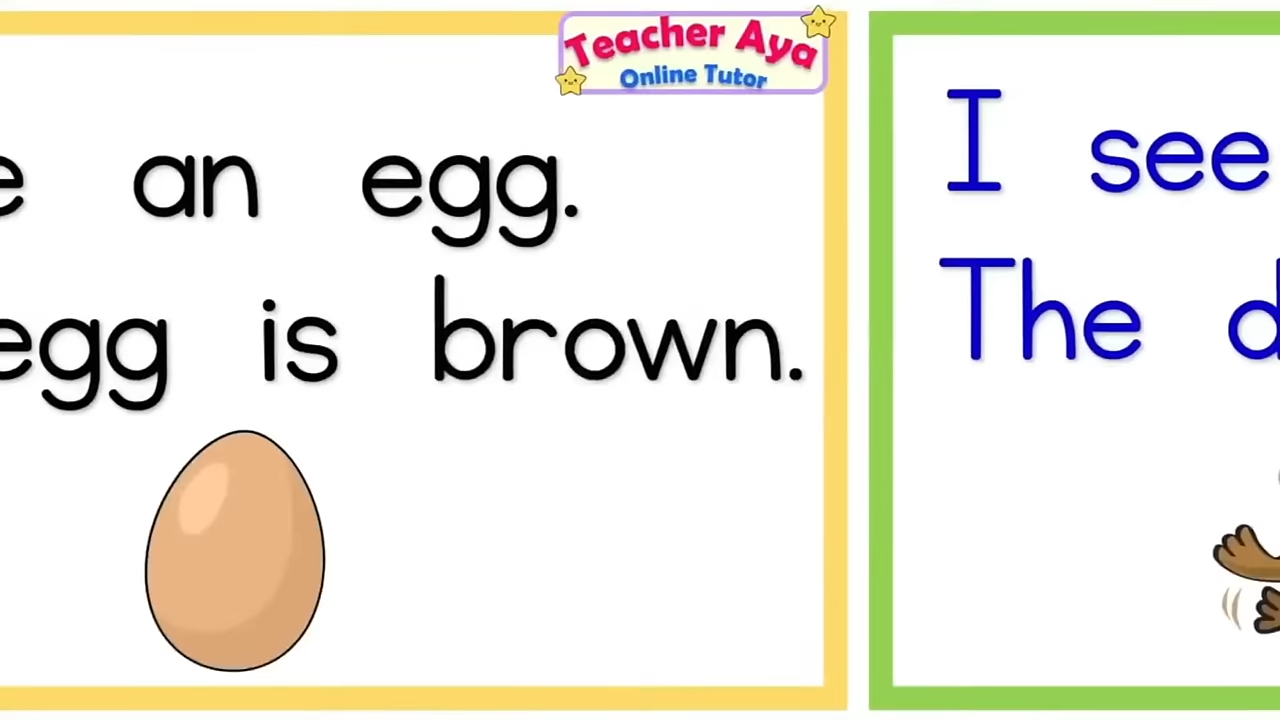 Teacher Aya
Online Tutor
an egg.
egg is brown.
I see
The